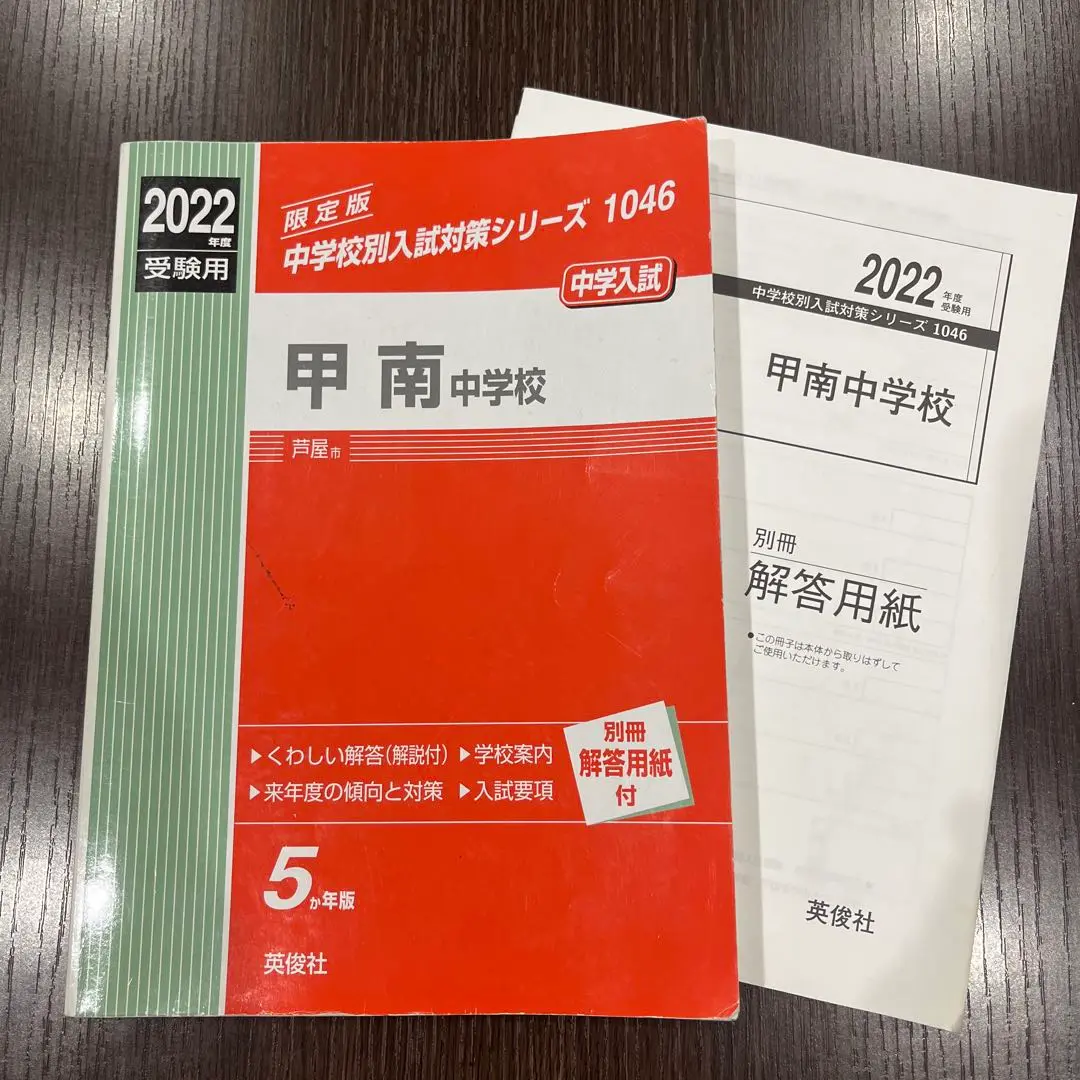 2022
年度
受験用
限定版
中学校別入試対策シリーズ 1046
中学入試
甲南中学校
芦屋市
▶くわしい解答(解説付) ▶学校案内
▶来年度の傾向と対策 ▶入試要項
別冊
解答用紙
付
5か年版
英俊社
2022年度受験用
中学校別入試対策シリーズ 1046
甲南中学校
別冊
解答用紙
●この冊子は本体から取りはずして
ご使用いただけます。
英俊社